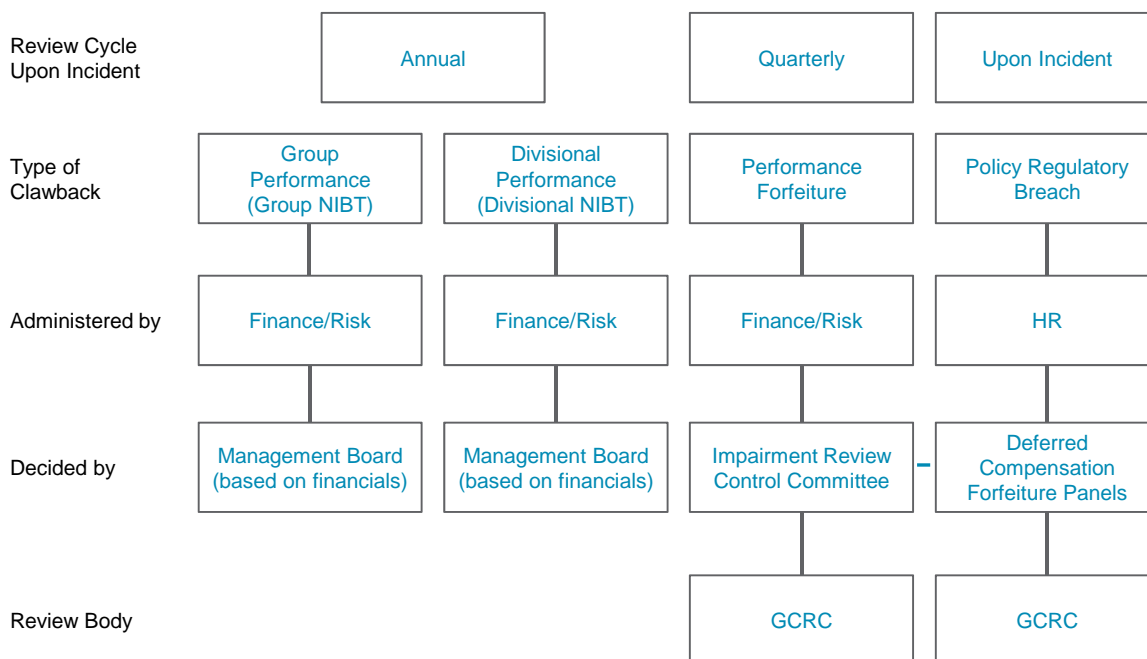 Review Cycle
Upon Incident
Annual
Quarterly
Upon Incident
Type of
Clawback
Group
Performance
(Group NIBT)
Divisional
Performance
(Divisional NIBT)
Performance
Forfeiture
Policy Regulatory
Breach
Administered by
Finance/Risk
Finance/Risk
Finance/Risk
HR
Decided by
Management Board
(based on financials)
Management Board
(based on financials)
Impairment Review
Control Committee
Deferred
Compensation
Forfeiture Panels
Review Body
GCRC
GCRC